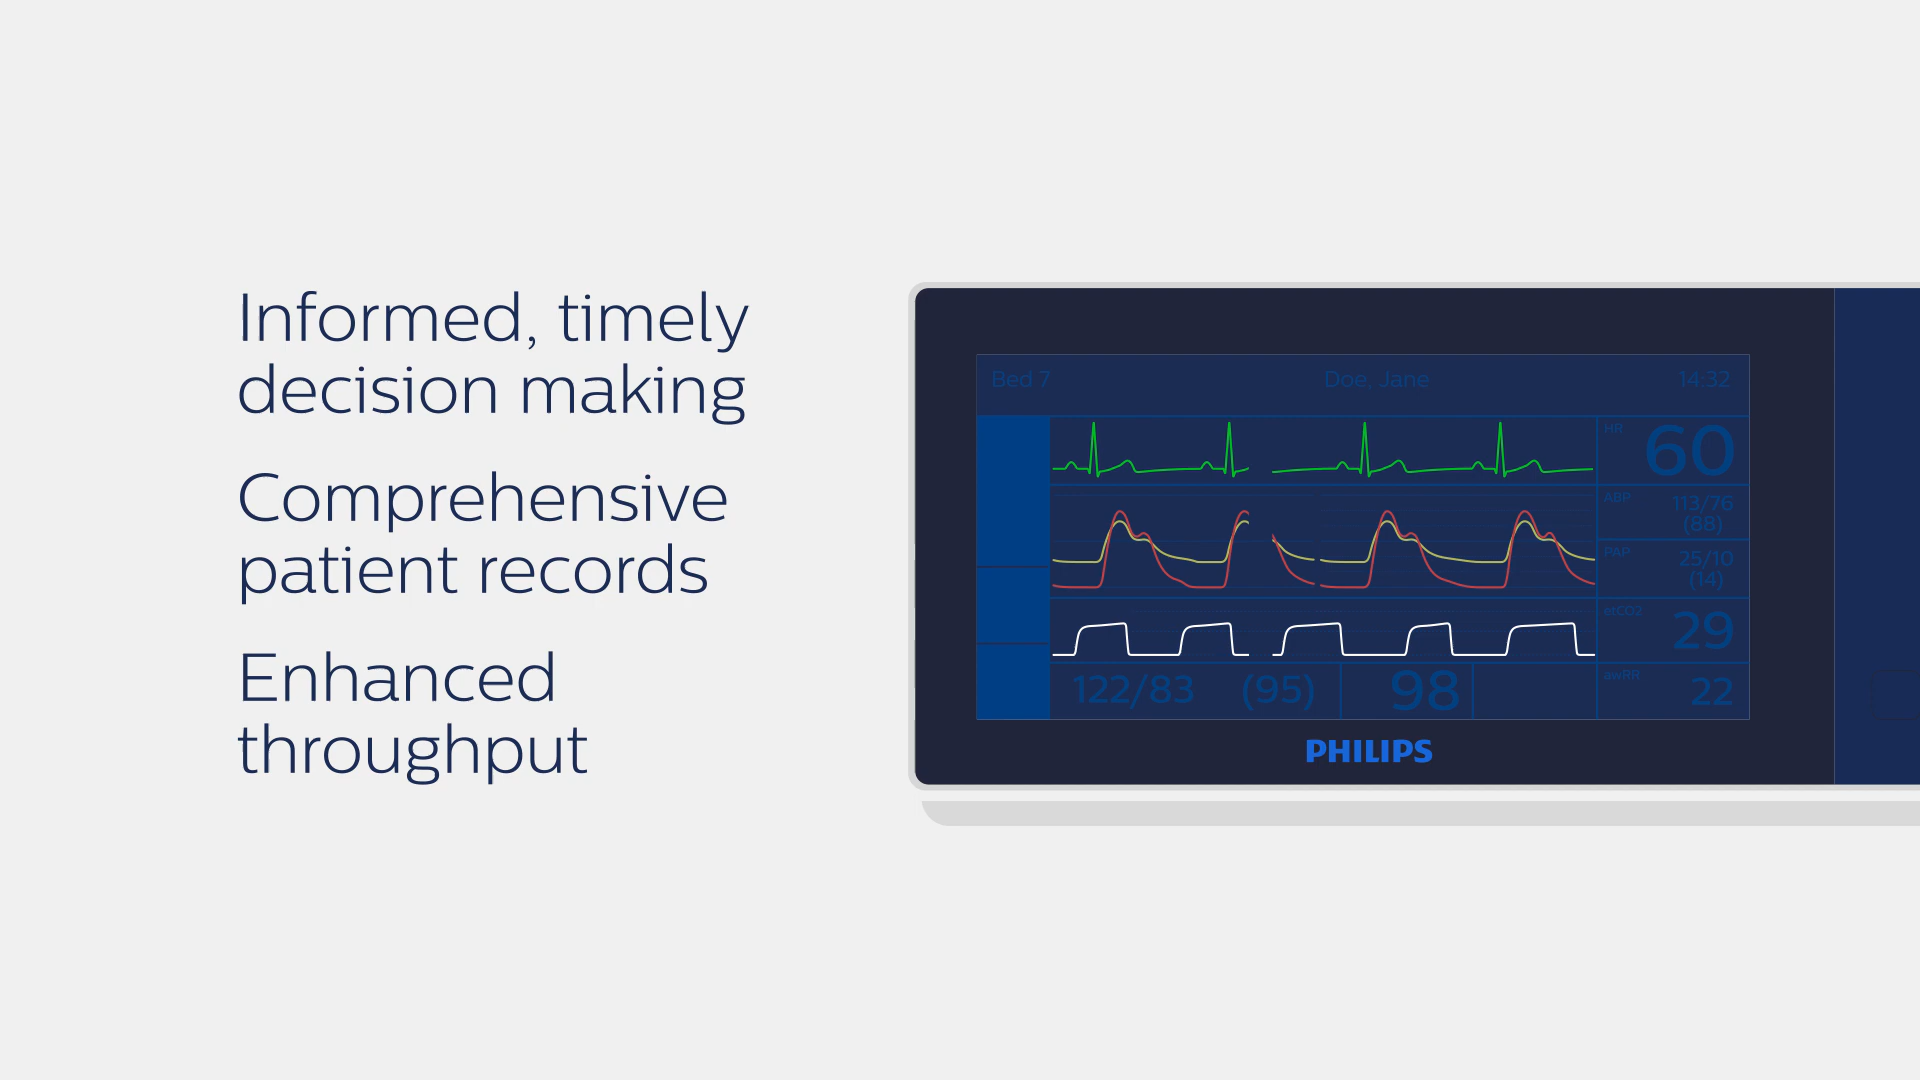 Informed, timely
decision making
Comprehensive
patient records
Enhanced
throughput
Bed 7 Doe, Jane 14:32
HR 60
ABP 113/76
(88)
PAP 25/10
(14)
etCO2 29
122/83 (95) 98
awRR 22
PHILIPS